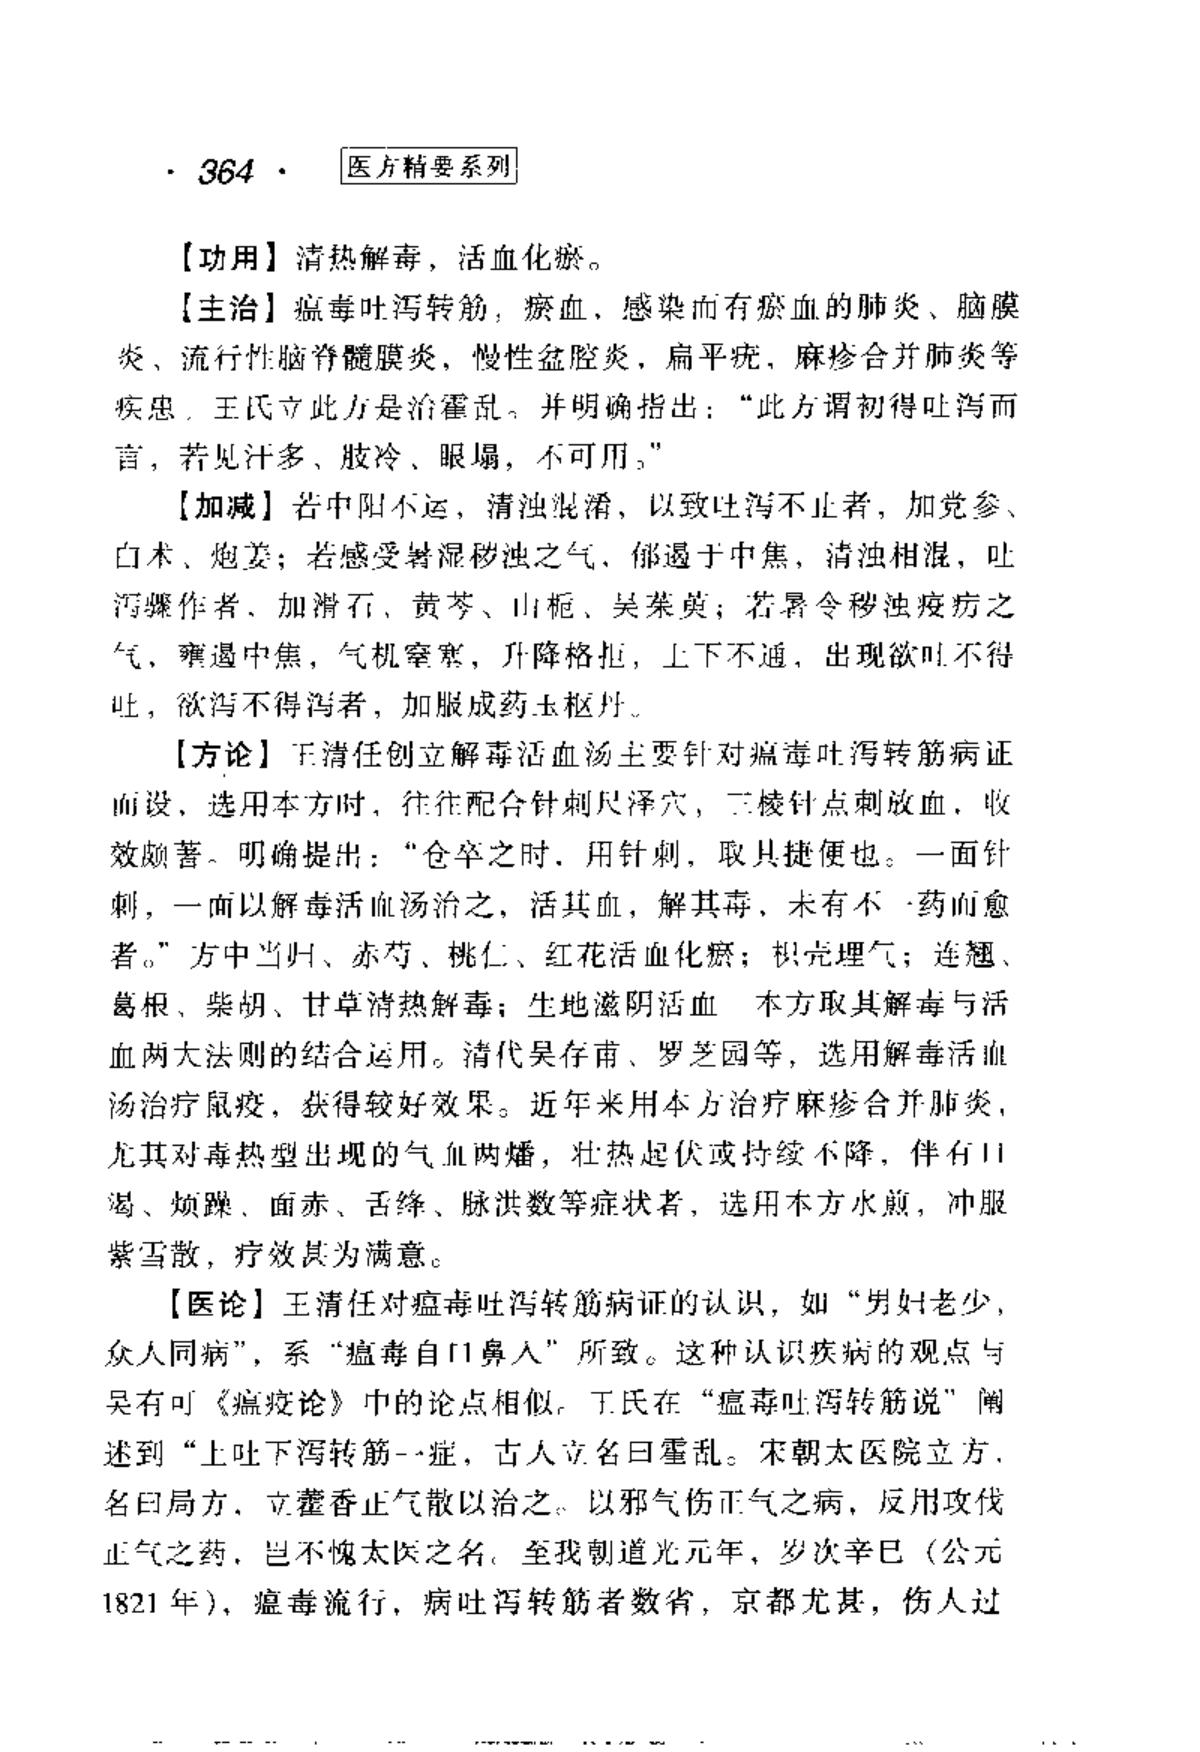 · 364 ·　医方精要系列
【功用】清热解毒，活血化瘀。
【主治】瘟毒吐泻转筋，瘀血，感染而有瘀血的肺炎、脑膜
炎、流行性脑脊髓膜炎，慢性盆腔炎，扁平疣，麻疹合并肺炎等
疾患。王氏立此方是治霍乱。并明确指出：“此方谓初得吐泻而
言，若见汗多、肢冷、眼塌，不可用。”
【加减】若中阳不运，清浊混淆，以致吐泻不止者，加党参、
白术、炮姜；若感受暑湿秽浊之气，郁遏于中焦，清浊相混，吐
泻骤作者，加滑石、黄芩、山栀、吴茱萸；若暑令秽浊疫疠之
气，壅遏中焦，气机窒塞，升降格拒，上下不通，出现欲吐不得
吐，欲泻不得泻者，加服成药玉枢丹。
【方论】王清任创立解毒活血汤主要针对瘟毒吐泻转筋病证
而设，选用本方时，往往配合针刺尺泽穴，三棱针点刺放血，收
效颇著。明确提出：“仓卒之时，用针刺，取其捷便也。一面针
刺，一面以解毒活血汤治之，活其血，解其毒，未有不一药而愈
者。”方中当归、赤芍、桃仁、红花活血化瘀；枳壳理气；连翘、
葛根、柴胡、甘草清热解毒；生地滋阴活血　本方取其解毒与活
血两大法则的结合运用。清代吴存甫、罗芝园等，选用解毒活血
汤治疗鼠疫，获得较好效果。近年来用本方治疗麻疹合并肺炎，
尤其对毒热型出现的气血两燔，壮热起伏或持续不降，伴有口
渴、烦躁、面赤、舌绛、脉洪数等症状者，选用本方水煎，冲服
紫雪散，疗效甚为满意。
【医论】王清任对瘟毒吐泻转筋病证的认识，如“男妇老少，
众人同病”，系“瘟毒自口鼻入”所致。这种认识疾病的观点与
吴有可《瘟疫论》中的论点相似。王氏在“瘟毒吐泻转筋说”阐
述到“上吐下泻转筋一症，古人立名曰霍乱。宋朝太医院立方，
名曰局方，立藿香正气散以治之。以邪气伤正气之病，反用攻伐
正气之药，岂不愧太医之名。至我朝道光元年，岁次辛巳（公元
1821年），瘟毒流行，病吐泻转筋者数省，京都尤甚，伤人过